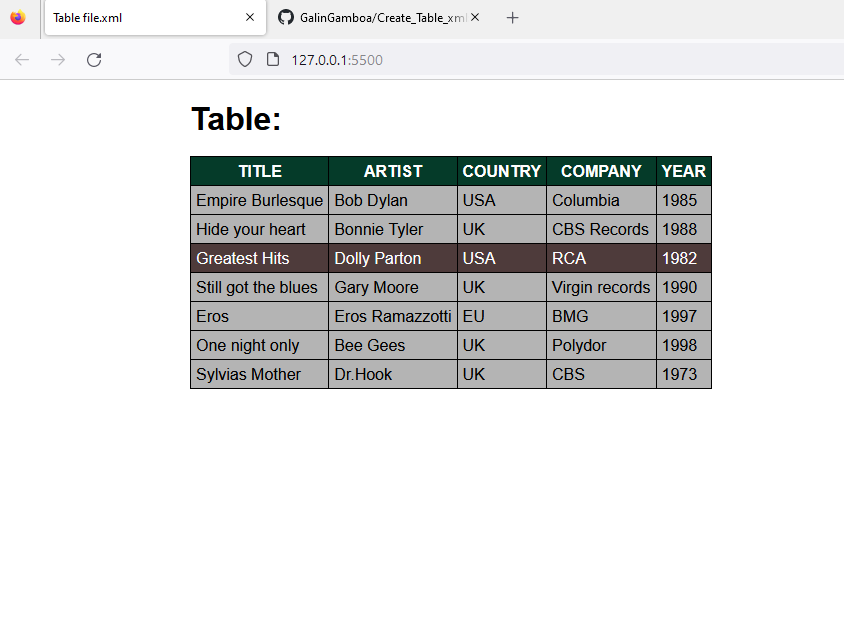 Table file.xml
GalinGamboa/Create_Table_xml
127.0.0.1:5500
Table:
TITLE ARTIST COUNTRY COMPANY YEAR
Empire Burlesque Bob Dylan USA Columbia 1985
Hide your heart Bonnie Tyler UK CBS Records 1988
Greatest Hits Dolly Parton USA RCA 1982
Still got the blues Gary Moore UK Virgin records 1990
Eros Eros Ramazzotti EU BMG 1997
One night only Bee Gees UK Polydor 1998
Sylvias Mother Dr.Hook UK CBS 1973